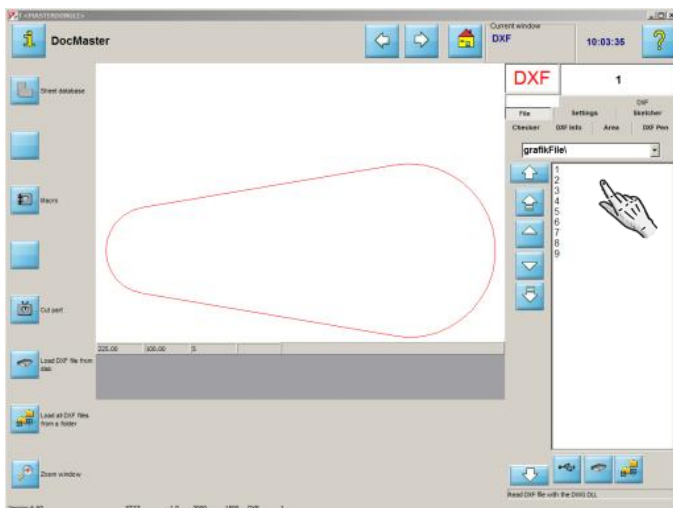 DocMaster
Current window
DXF
10:03:35
DXF
1
DXF
File
Settings
Sketcher
Checker
DXF info
Area
DXF Pen
grafikFile\
1
2
3
4
5
6
7
8
9
Sheet database
Macro
Cut part
Load DXF file from
disc
Load all DXF files
from a folder
Zoom window
225.00
100.00
5
Read DXF file with the DWG DLL